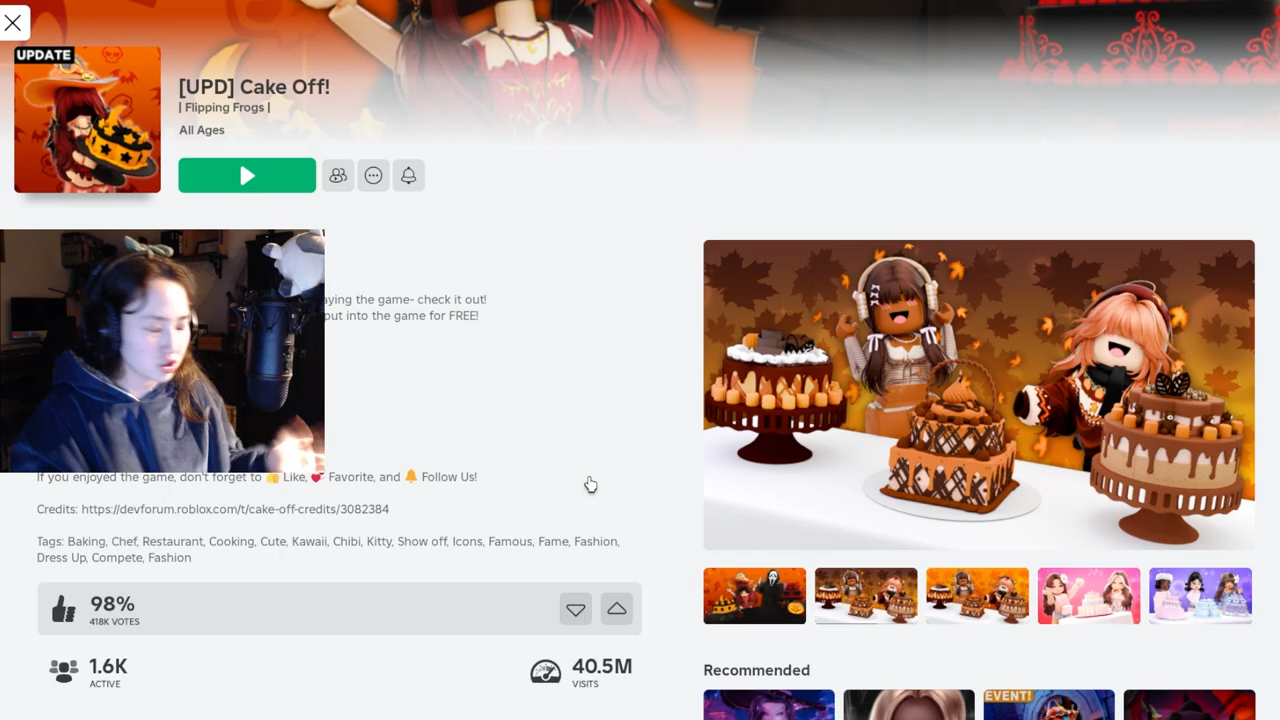 UPDATE
[UPD] Cake Off!
| Flipping Frogs |
All Ages
aying the game- check it out!
put into the game for FREE!
If you enjoyed the game, don't forget to 👍 Like, 💕 Favorite, and 🔔 Follow Us!
Credits: https://devforum.roblox.com/t/cake-off-credits/3082384
Tags: Baking, Chef, Restaurant, Cooking, Cute, Kawaii, Chibi, Kitty, Show off, Icons, Famous, Fame, Fashion,
Dress Up, Compete, Fashion
98%
418K VOTES
1.6K
ACTIVE
40.5M
VISITS
Recommended
EVENT!